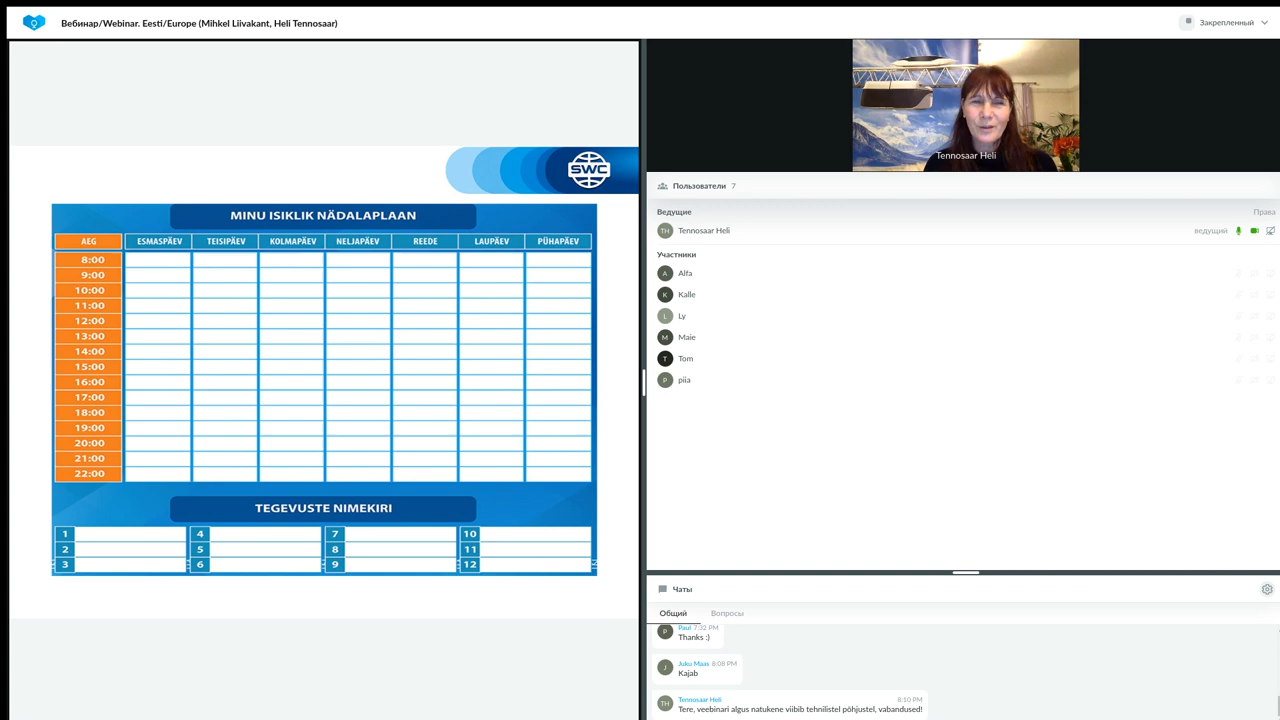 Вебинар/Webinar. Eesti/Europe (Mihkel Liivakant, Heli Tennosaar)
Закрепленный
SWC
MINU ISIKLIK NÄDALAPLAAN
AEG ESMASPÄEV TEISIPÄEV KOLMAPÄEV NELJAPÄEV REEDE LAUPÄEV PÜHAPÄEV
8:00
9:00
10:00
11:00
12:00
13:00
14:00
15:00
16:00
17:00
18:00
19:00
20:00
21:00
22:00
TEGEVUSTE NIMEKIRI
1 4 7 10
2 5 8 11
3 6 9 12
Tennosaar Heli
Пользователи 7
Ведущие Права
TH Tennosaar Heli ведущий
Участники
A Alfa
K Kalle
L Ly
M Maie
T Tom
P piia
Чаты
Общий Вопросы
P Paul 7:32 PM
Thanks :)
J Juku Maas 8:08 PM
Kajab
TH Tennosaar Heli 8:10 PM
Tere, veebinari algus natukene viibib tehnilistel põhjustel, vabandused!